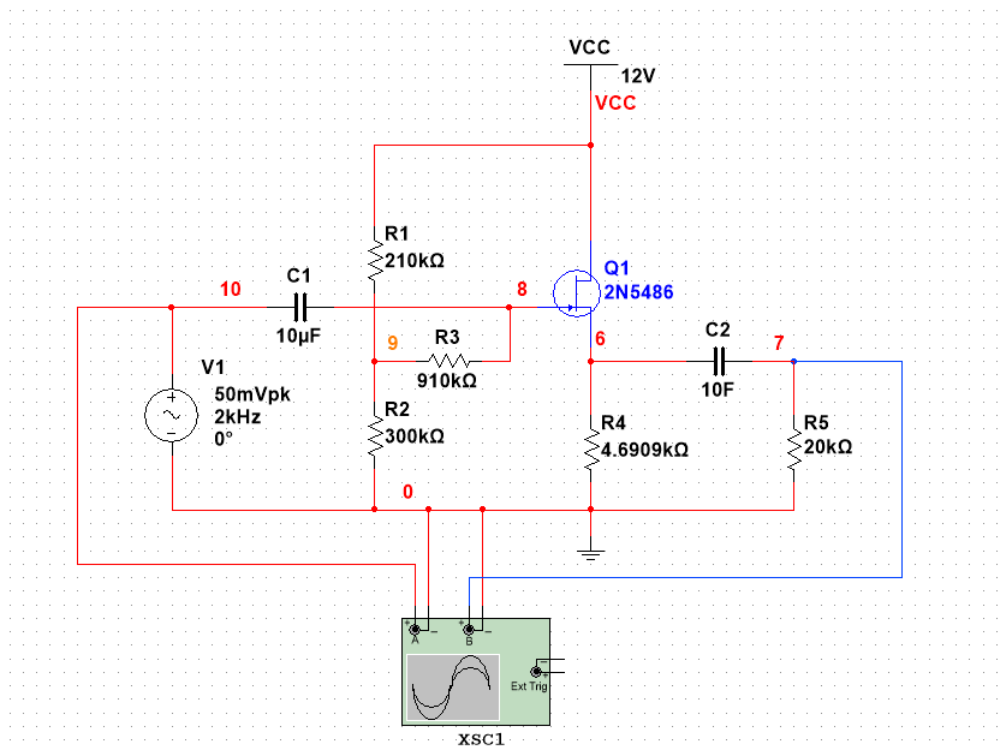 VCC
12V
VCC
R1
210kΩ
Q1
2N5486
10
C1
8
10µF
9
R3
910kΩ
6
C2
7
10F
V1
50mVpk
2kHz
0°
R2
300kΩ
R4
4.6909kΩ
R5
20kΩ
0
A
B
Ext Trig
XSC1